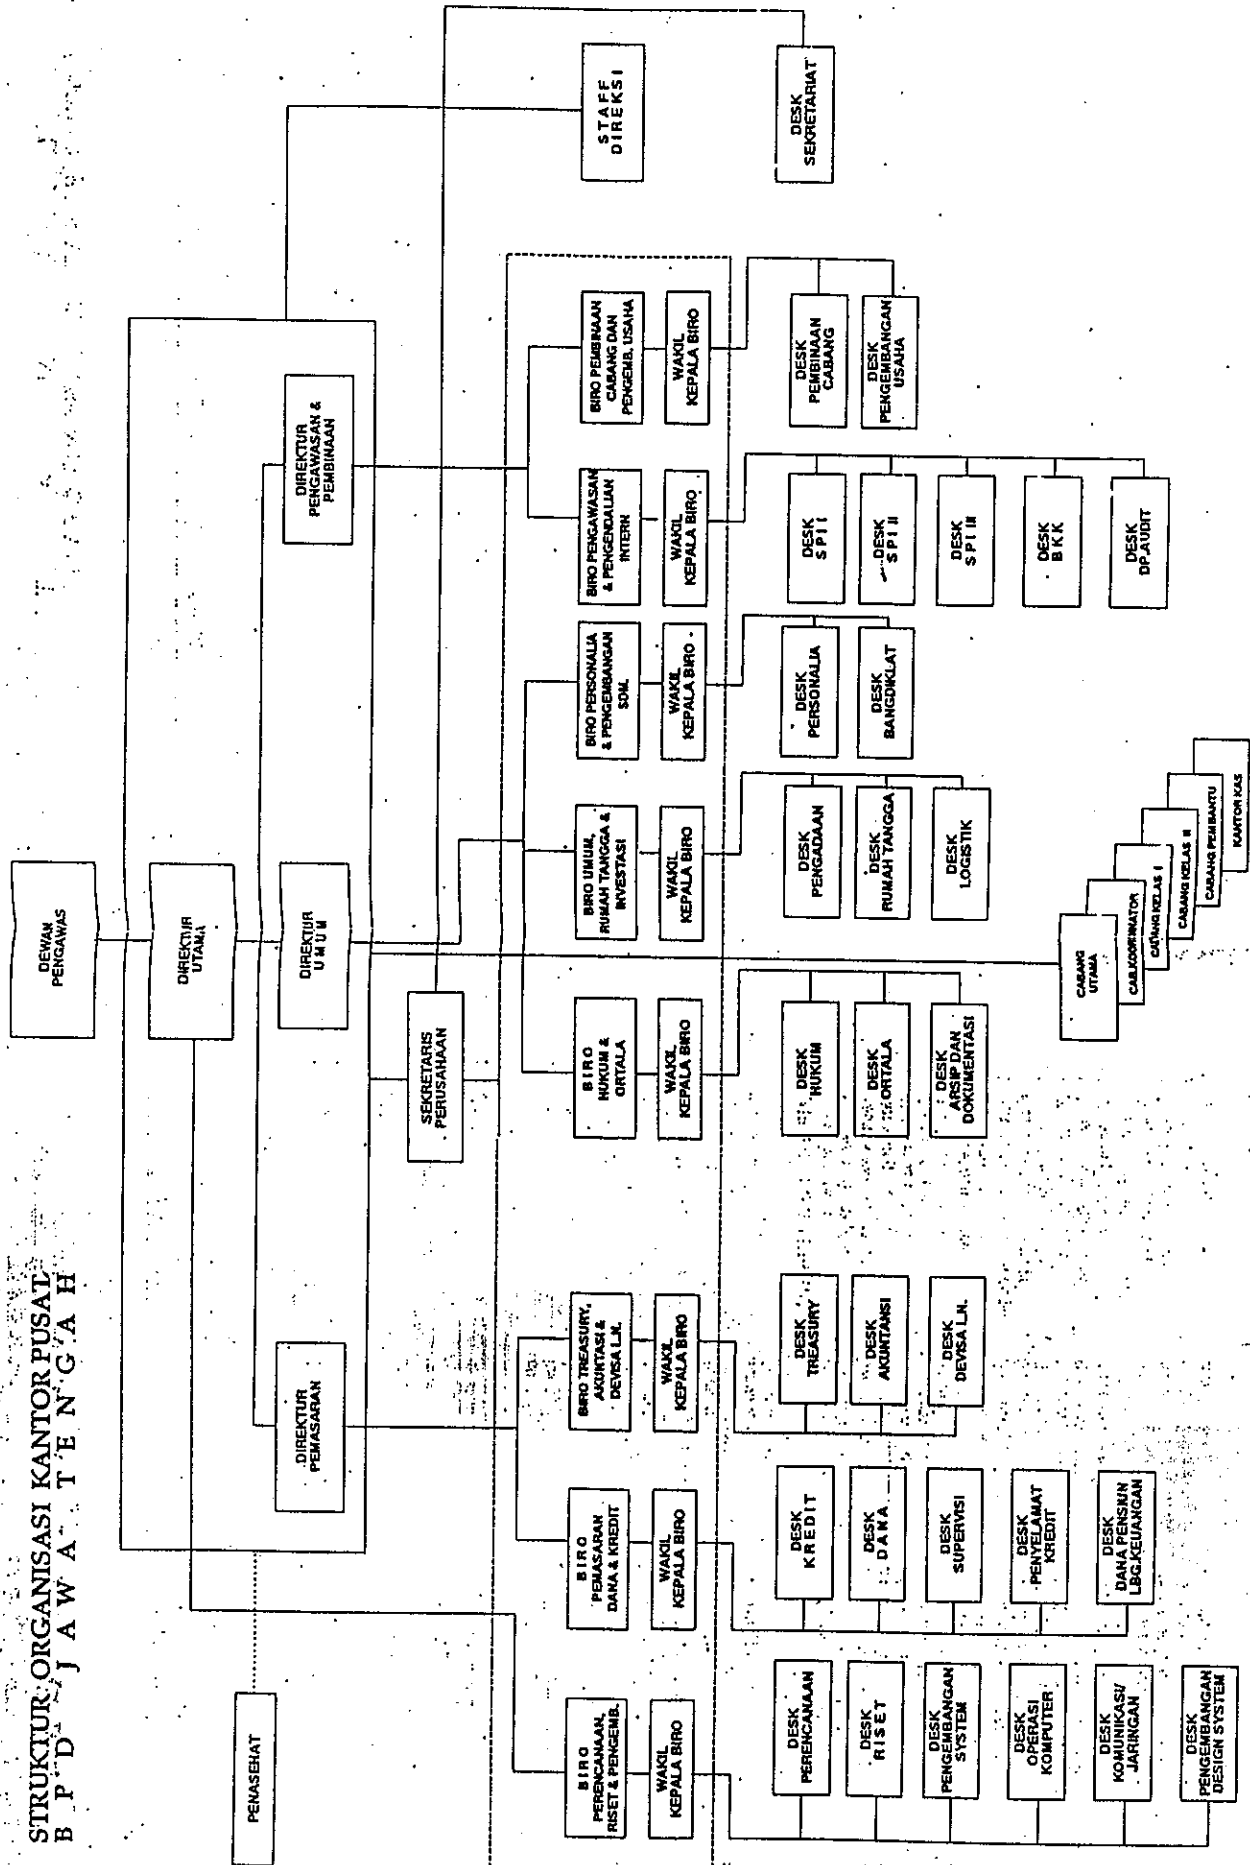 STRUKTUR ORGANISASI KANTOR PUSAT
B P D JAWA TENGAH
DEWAN
PENGAWAS
DIREKTUR
UTAMA
PENASEHAT
DIREKTUR
PEMASARAN
DIREKTUR
UMUM
DIREKTUR
PENGAWASAN &
PEMBINAAN
SEKRETARIS
PERUSAHAAN
STAFF
DIREKSI
BIRO
PERENCANAAN,
RISET & PENGEMB.
BIRO
PEMASARAN
DANA & KREDIT
BIRO TREASURY,
AKUNTASI &
DEVISA L.N.
BIRO
HUKUM &
ORTALA
BIRO UMUM,
RUMAH TANGGA &
INVESTASI
BIRO PERSONALIA
& PENGEMBANGAN
SDM.
BIRO PENGAWASAN
& PENGENDALIAN
INTERN
BIRO PEMBINAAN
CABANG DAN
PENGEMB. USAHA
WAKIL
KEPALA BIRO
WAKIL
KEPALA BIRO
WAKIL
KEPALA BIRO
WAKIL
KEPALA BIRO
WAKIL
KEPALA BIRO
WAKIL
KEPALA BIRO
WAKIL
KEPALA BIRO
WAKIL
KEPALA BIRO
DESK
PERENCANAAN
DESK
RISET
DESK
PENGEMBANGAN
SYSTEM
DESK
OPERASI
KOMPUTER
DESK
KOMUNIKASI/
JARINGAN
DESK
PENGEMBANGAN
DESIGN SYSTEM
DESK
KREDIT
DESK
DANA
DESK
SUPERVISI
DESK
PENYELAMAT
KREDIT
DESK
DANA PENSIUN
LBG.KEUANGAN
DESK
TREASURY
DESK
AKUNTANSI
DESK
DEVISA L.N.
DESK
HUKUM
DESK
ORTALA
DESK
ARSIP DAN
DOKUMENTASI
DESK
PENGADAAN
DESK
RUMAH TANGGA
DESK
LOGISTIK
DESK
PERSONALIA
DESK
BANGDIKLAT
DESK
SPI I
DESK
SPI II
DESK
SPI III
DESK
BKK
DESK
DP.AUDIT
DESK
PEMBINAAN
CABANG
DESK
PENGEMBANGAN
USAHA
DESK
SEKRETARIAT
CABANG
UTAMA
CAB.KOORDINATOR
CABANG KELAS I
CABANG KELAS II
CABANG PEMBANTU
KANTOR KAS